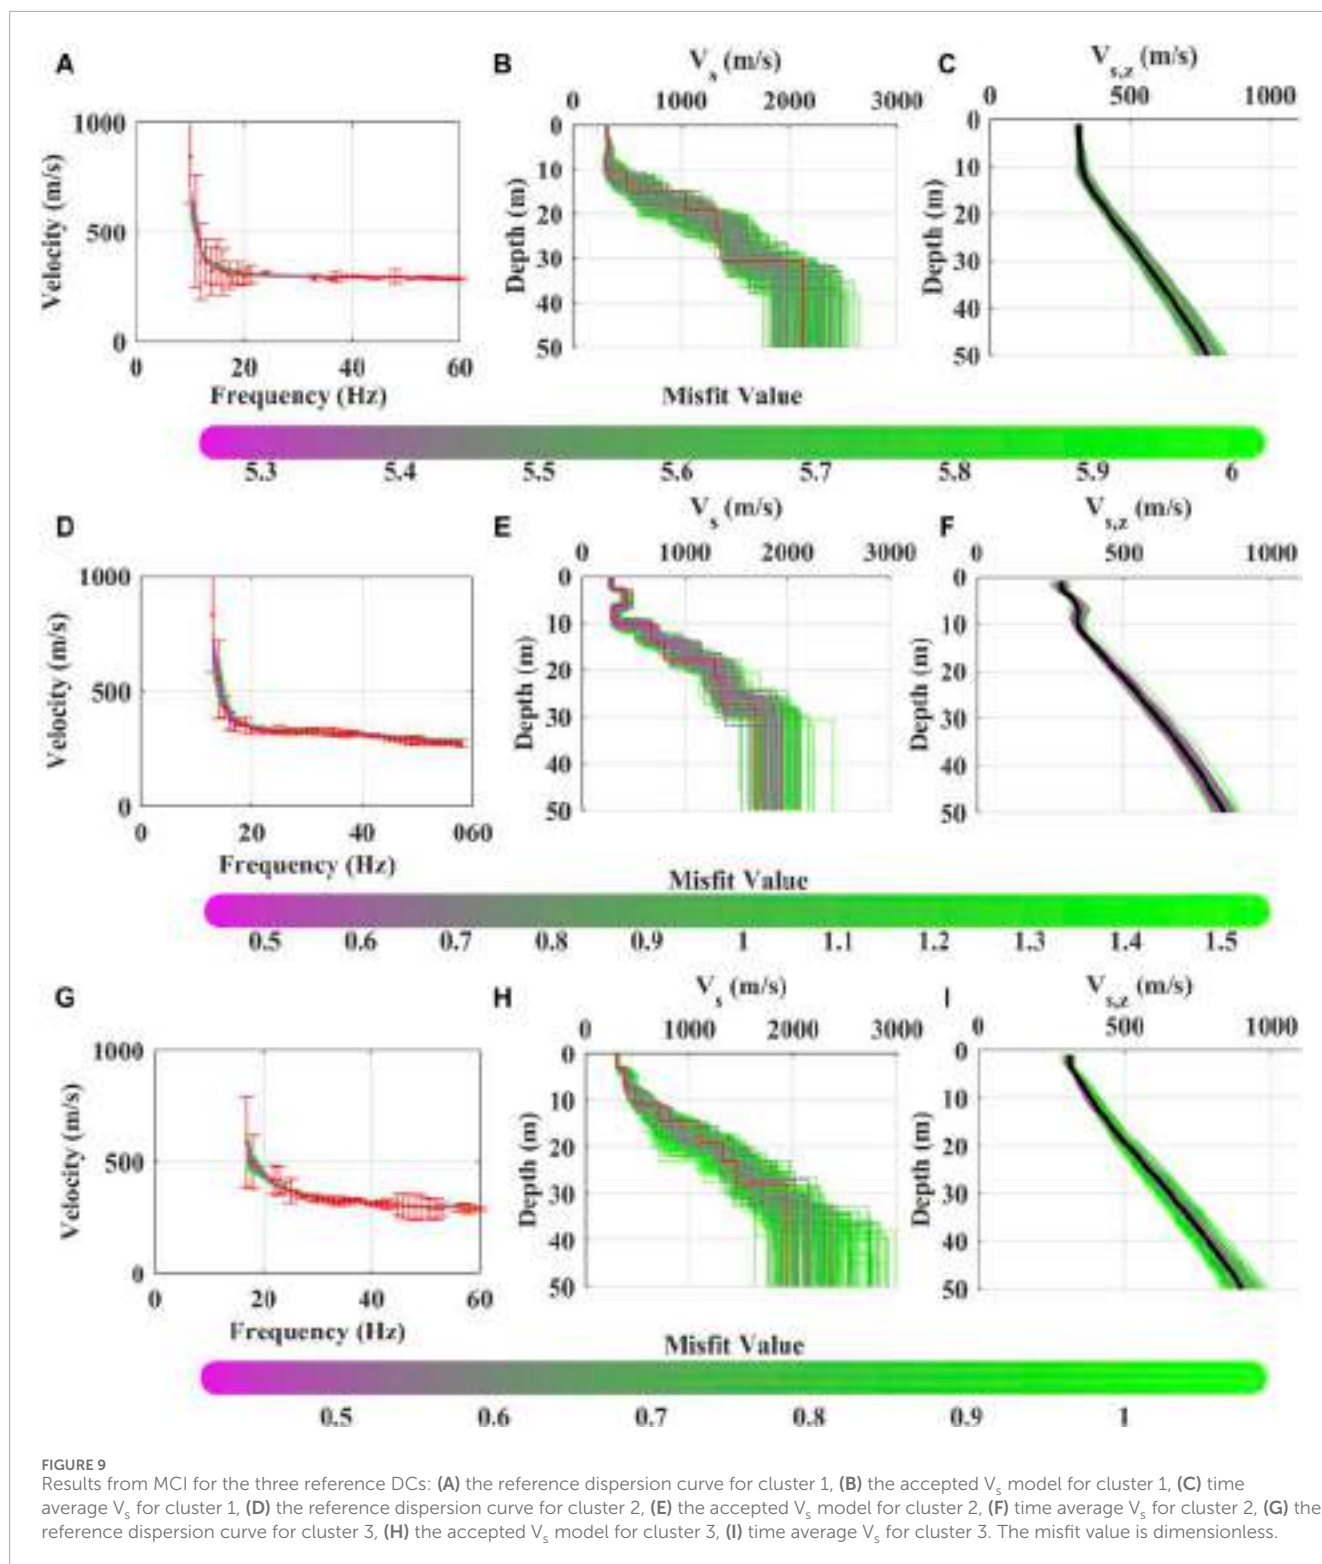 A
Velocity (m/s)
1000
500
0
0 20 40 60
Frequency (Hz)
B
V_s (m/s)
0 1000 2000 3000
Depth (m)
0
10
20
30
40
50
C
V_s,z (m/s)
0 500 1000
Depth (m)
0
10
20
30
40
50
Misfit Value
5.3 5.4 5.5 5.6 5.7 5.8 5.9 6
D
Velocity (m/s)
1000
500
0
0 20 40 060
Frequency (Hz)
E
V_s (m/s)
0 1000 2000 3000
Depth (m)
0
10
20
30
40
50
F
V_s,z (m/s)
0 500 1000
Depth (m)
0
10
20
30
40
50
Misfit Value
0.5 0.6 0.7 0.8 0.9 1 1.1 1.2 1.3 1.4 1.5
G
Velocity (m/s)
1000
500
0
0 20 40 60
Frequency (Hz)
H
V_s (m/s)
0 1000 2000 3000
Depth (m)
0
10
20
30
40
50
I
V_s,z (m/s)
0 500 1000
Depth (m)
0
10
20
30
40
50
Misfit Value
0.5 0.6 0.7 0.8 0.9 1
FIGURE 9
Results from MCI for the three reference DCs: (A) the reference dispersion curve for cluster 1, (B) the accepted V_s model for cluster 1, (C) time
average V_s for cluster 1, (D) the reference dispersion curve for cluster 2, (E) the accepted V_s model for cluster 2, (F) time average V_s for cluster 2, (G) the
reference dispersion curve for cluster 3, (H) the accepted V_s model for cluster 3, (I) time average V_s for cluster 3. The misfit value is dimensionless.